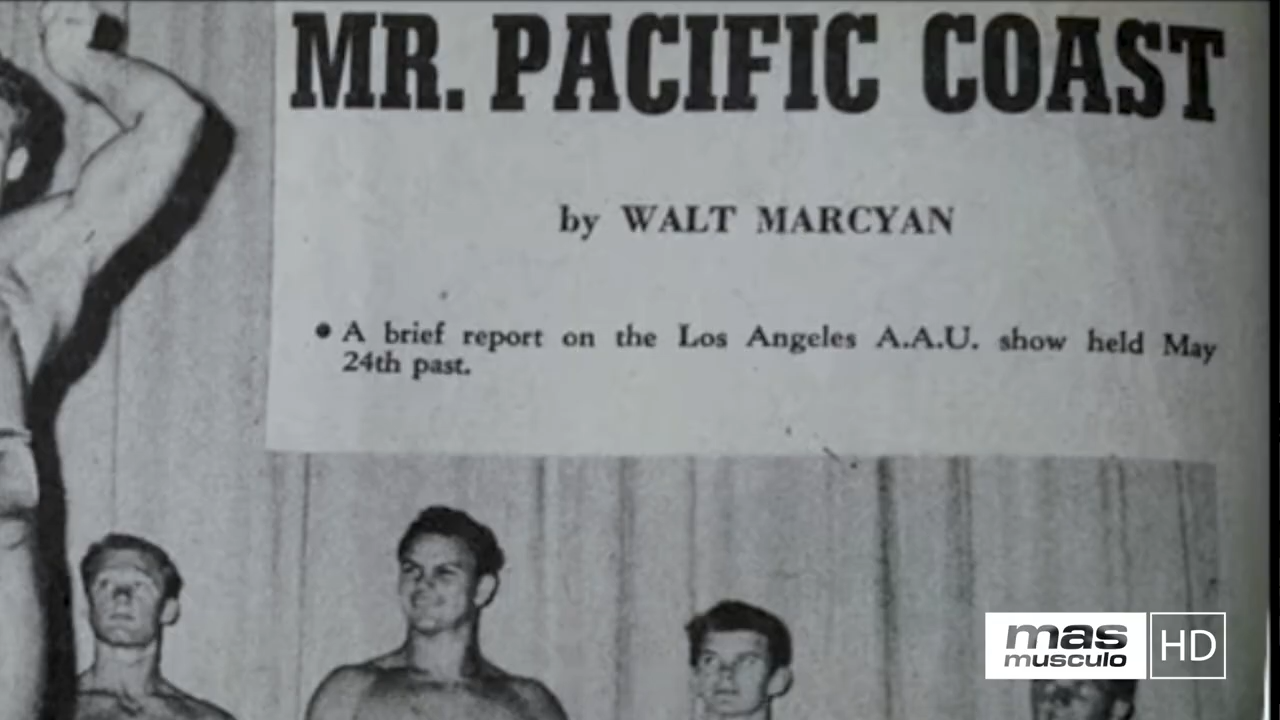 MR. PACIFIC COAST
by WALT MARCYAN
• A brief report on the Los Angeles A.A.U. show held May
24th past.
mas
musculo
HD